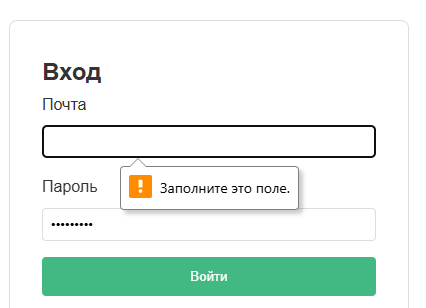 Вход
Почта
Заполните это поле.
Пароль
•••••••••
Войти